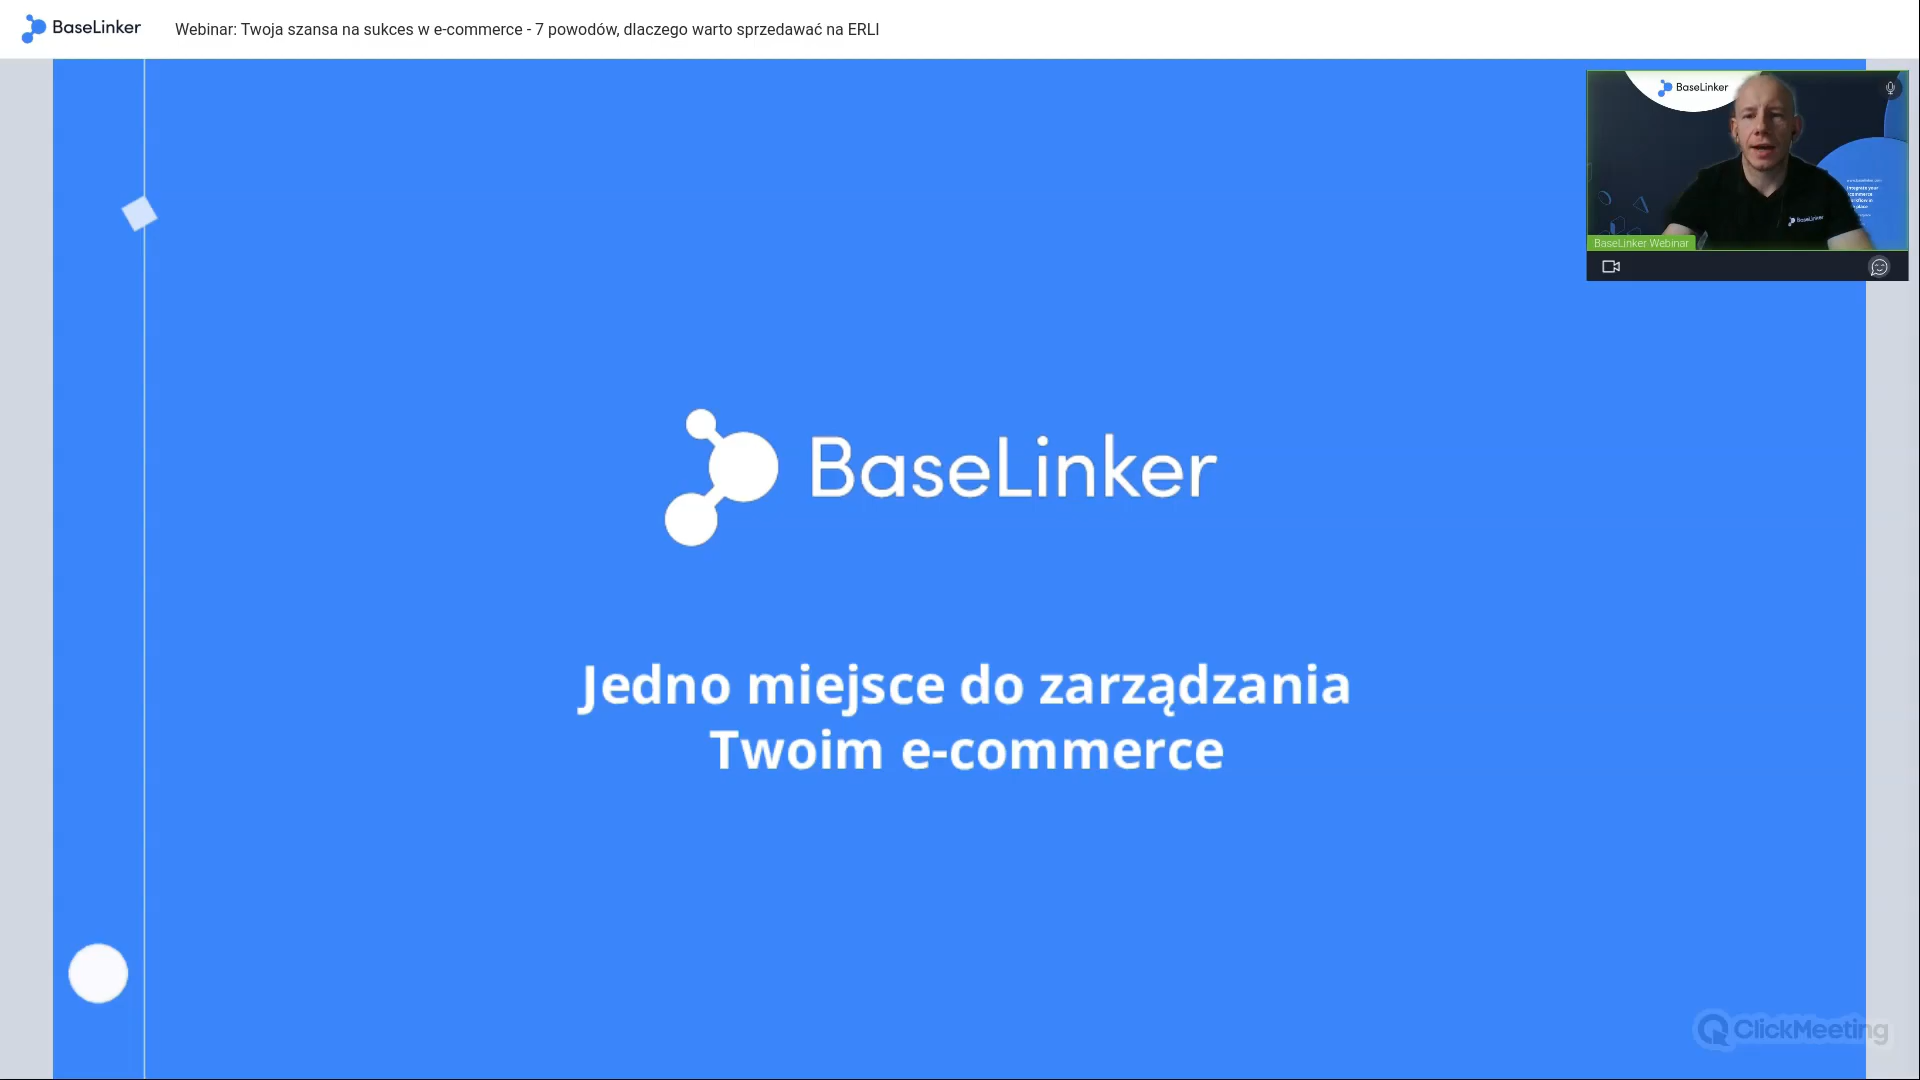 BaseLinker
Webinar: Twoja szansa na sukces w e-commerce - 7 powodów, dlaczego warto sprzedawać na ERLI
BaseLinker
BaseLinker
BaseLinker Webinar
BaseLinker
Jedno miejsce do zarządzania
Twoim e-commerce
ClickMeeting